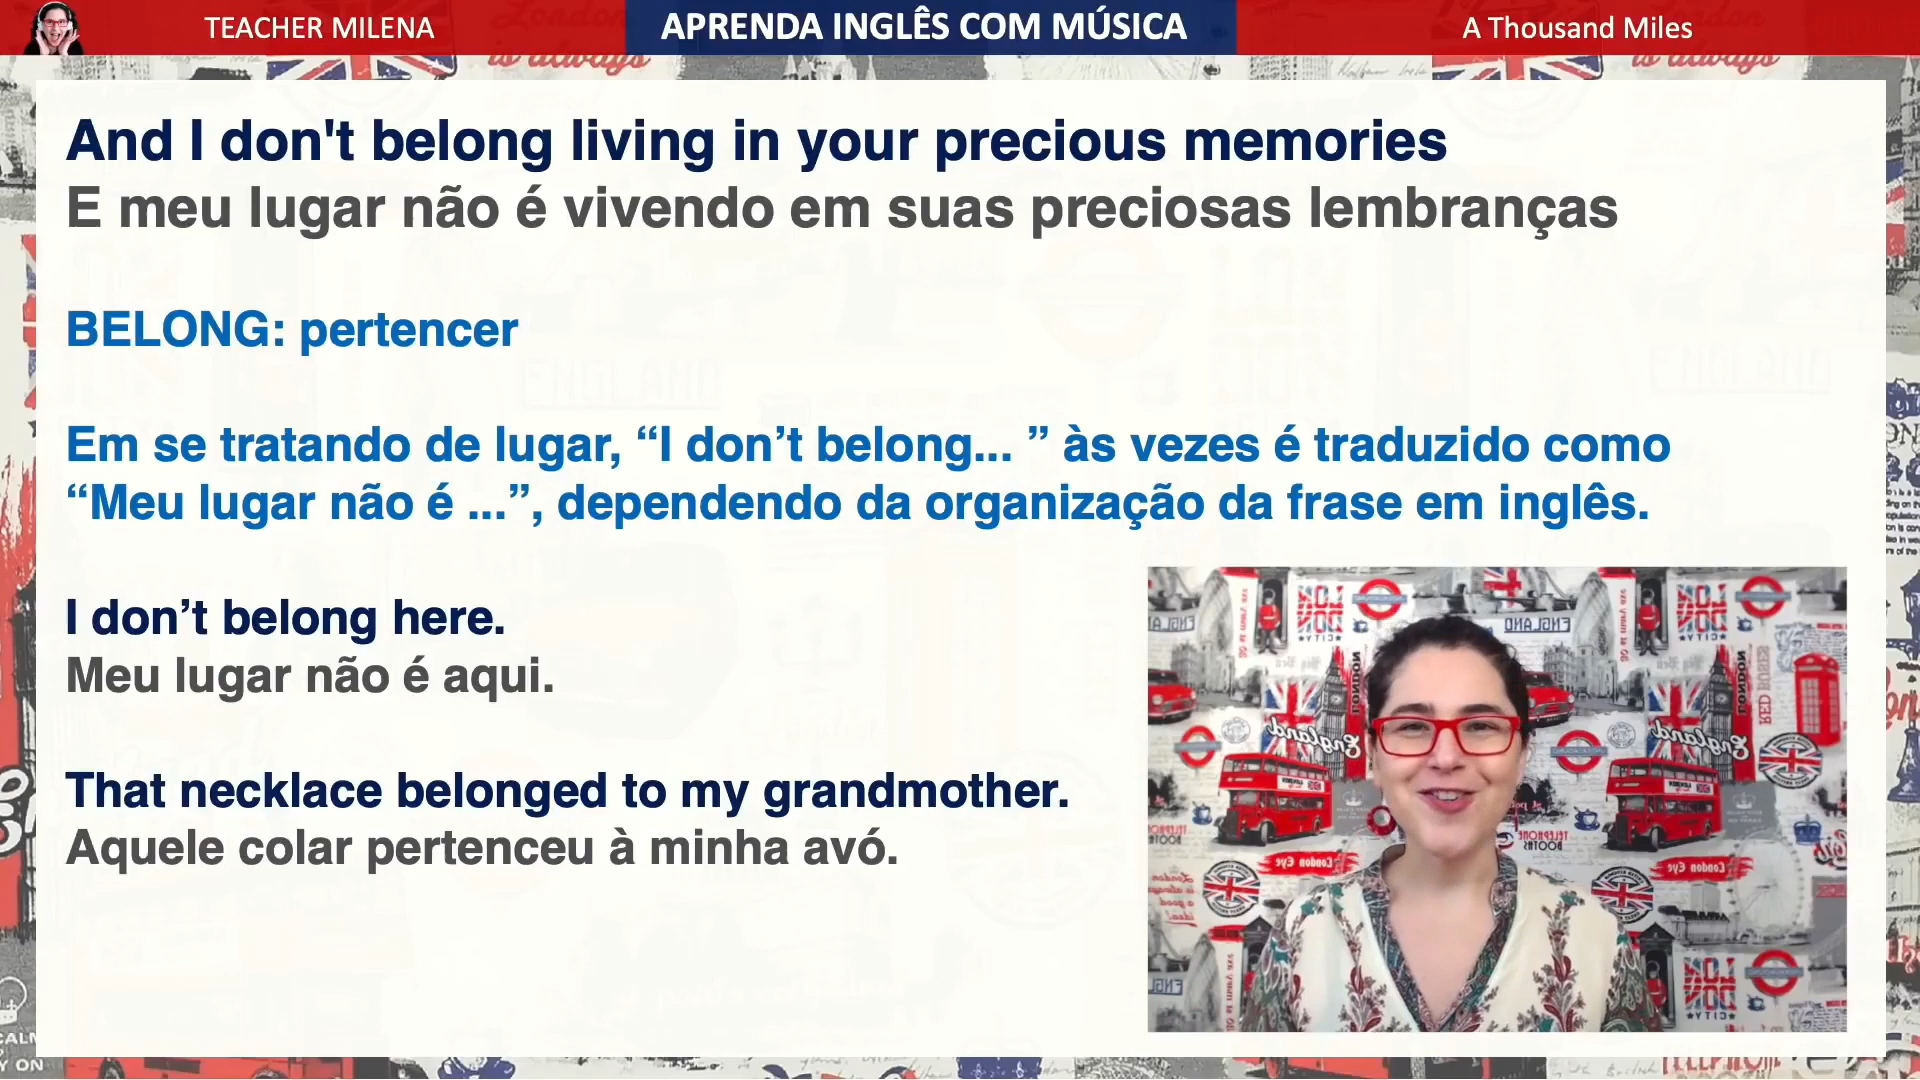 TEACHER MILENA
APRENDA INGLÊS COM MÚSICA
A Thousand Miles
And I don't belong living in your precious memories
E meu lugar não é vivendo em suas preciosas lembranças
BELONG: pertencer
Em se tratando de lugar, “I don’t belong... ” às vezes é traduzido como
“Meu lugar não é ...”, dependendo da organização da frase em inglês.
I don’t belong here.
Meu lugar não é aqui.
That necklace belonged to my grandmother.
Aquele colar pertenceu à minha avó.